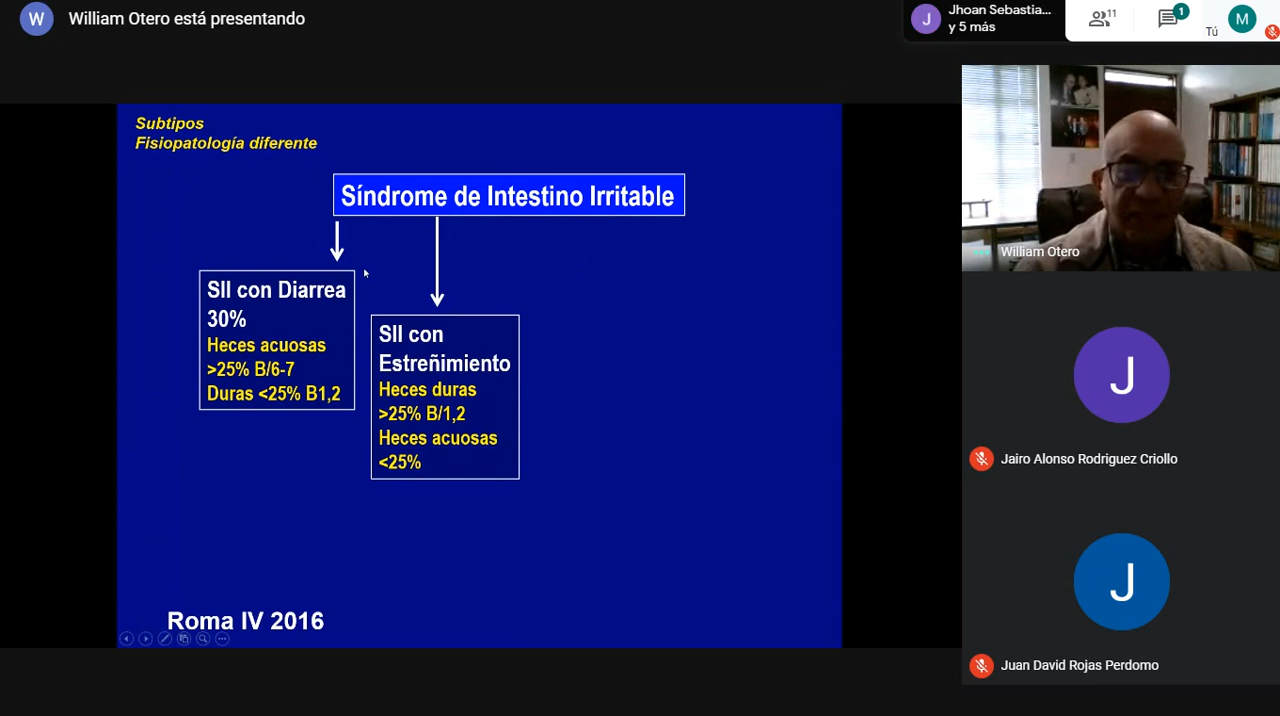 W
William Otero está presentando
J
Jhoan Sebastia...
y 5 más
11
1
Tú
M
Subtipos
Fisiopatología diferente
Síndrome de Intestino Irritable
SII con Diarrea
30%
Heces acuosas
>25% B/6-7
Duras <25% B1,2
SII con
Estreñimiento
Heces duras
>25% B/1,2
Heces acuosas
<25%
Roma IV 2016
William Otero
J
Jairo Alonso Rodriguez Criollo
J
Juan David Rojas Perdomo